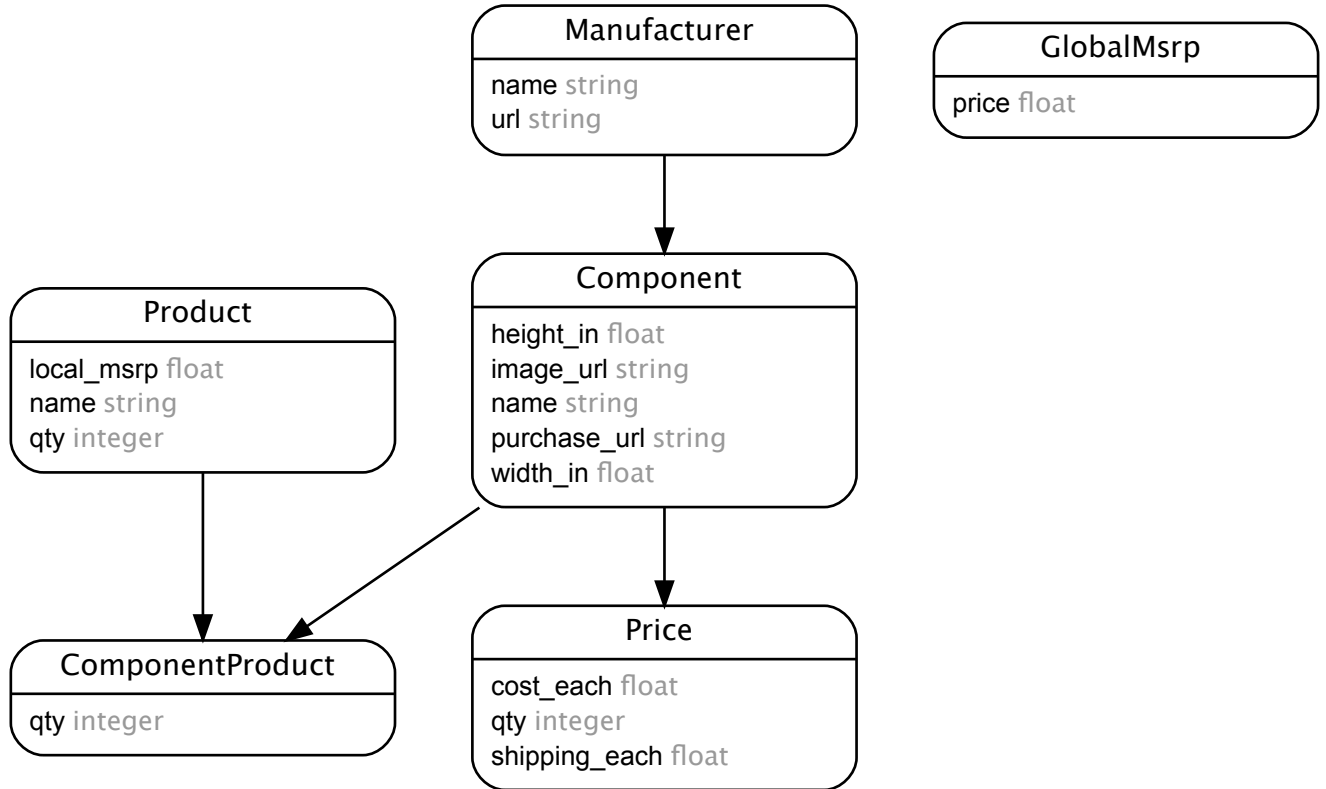 Manufacturer
name string
url string
GlobalMsrp
price float
Component
height_in float
image_url string
name string
purchase_url string
width_in float
Product
local_msrp float
name string
qty integer
ComponentProduct
qty integer
Price
cost_each float
qty integer
shipping_each float